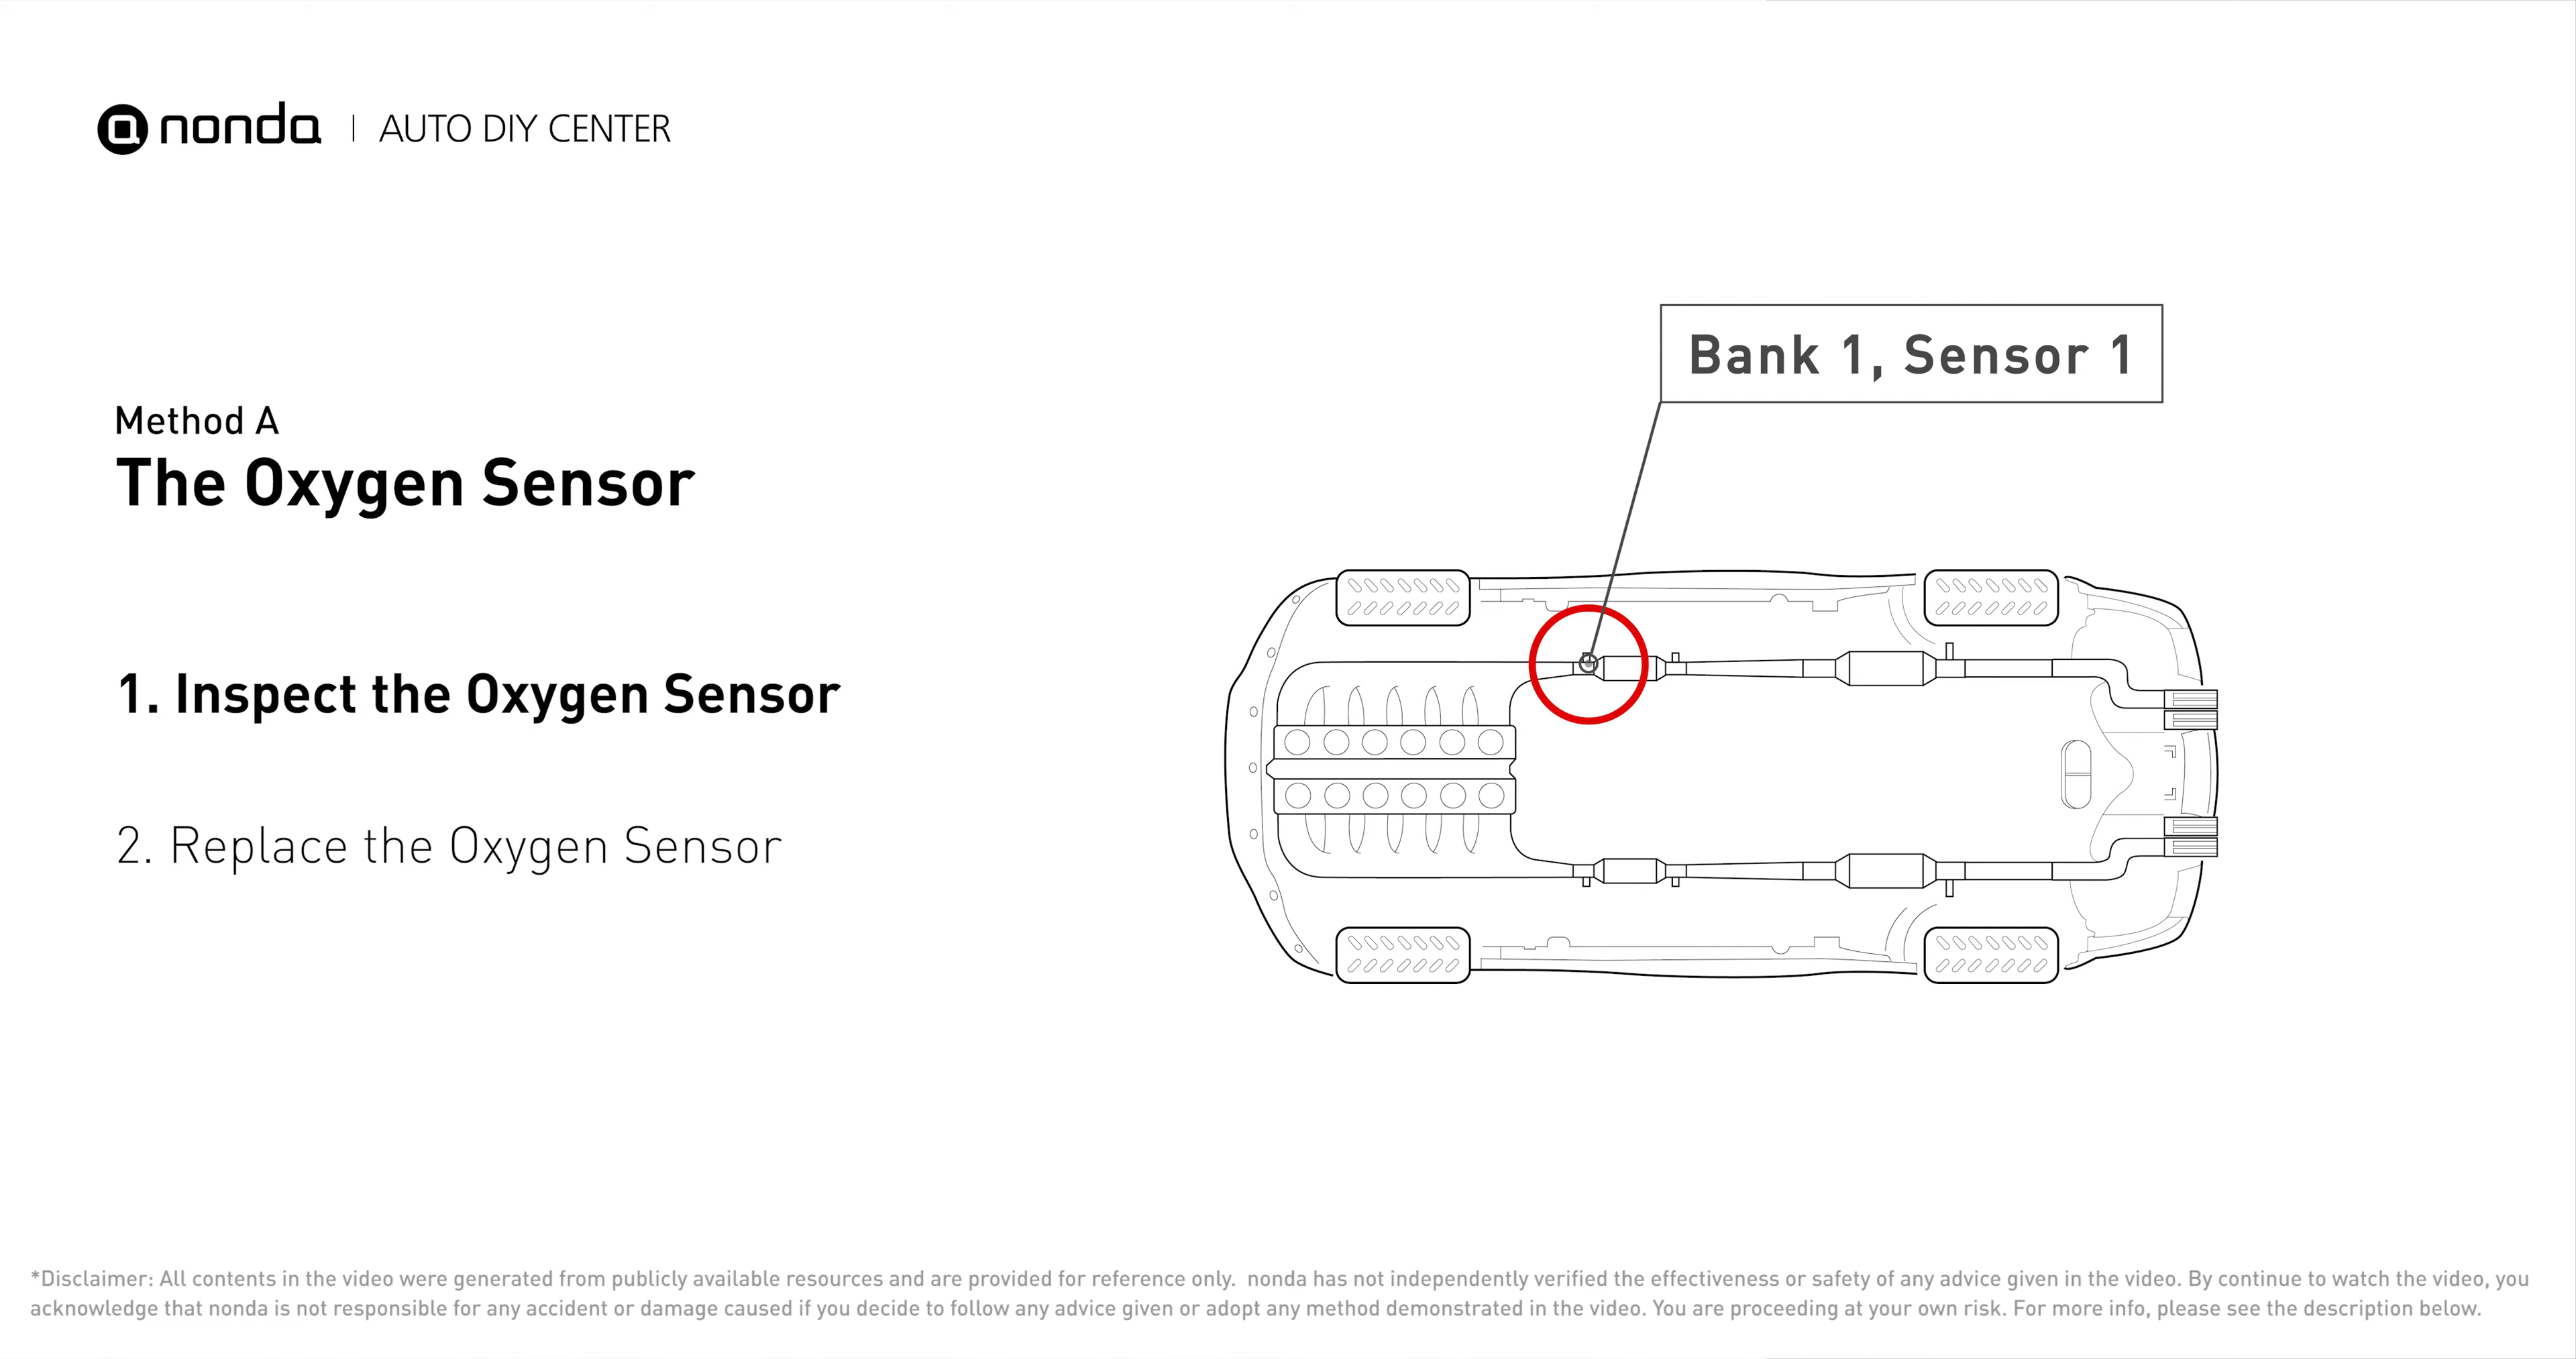 nonda | AUTO DIY CENTER
Bank 1, Sensor 1
Method A
The Oxygen Sensor
1. Inspect the Oxygen Sensor
2. Replace the Oxygen Sensor
*Disclaimer: All contents in the video were generated from publicly available resources and are provided for reference only. nonda has not independently verified the effectiveness or safety of any advice given in the video. By continue to watch the video, you
acknowledge that nonda is not responsible for any accident or damage caused if you decide to follow any advice given or adopt any method demonstrated in the video. You are proceeding at your own risk. For more info, please see the description below.